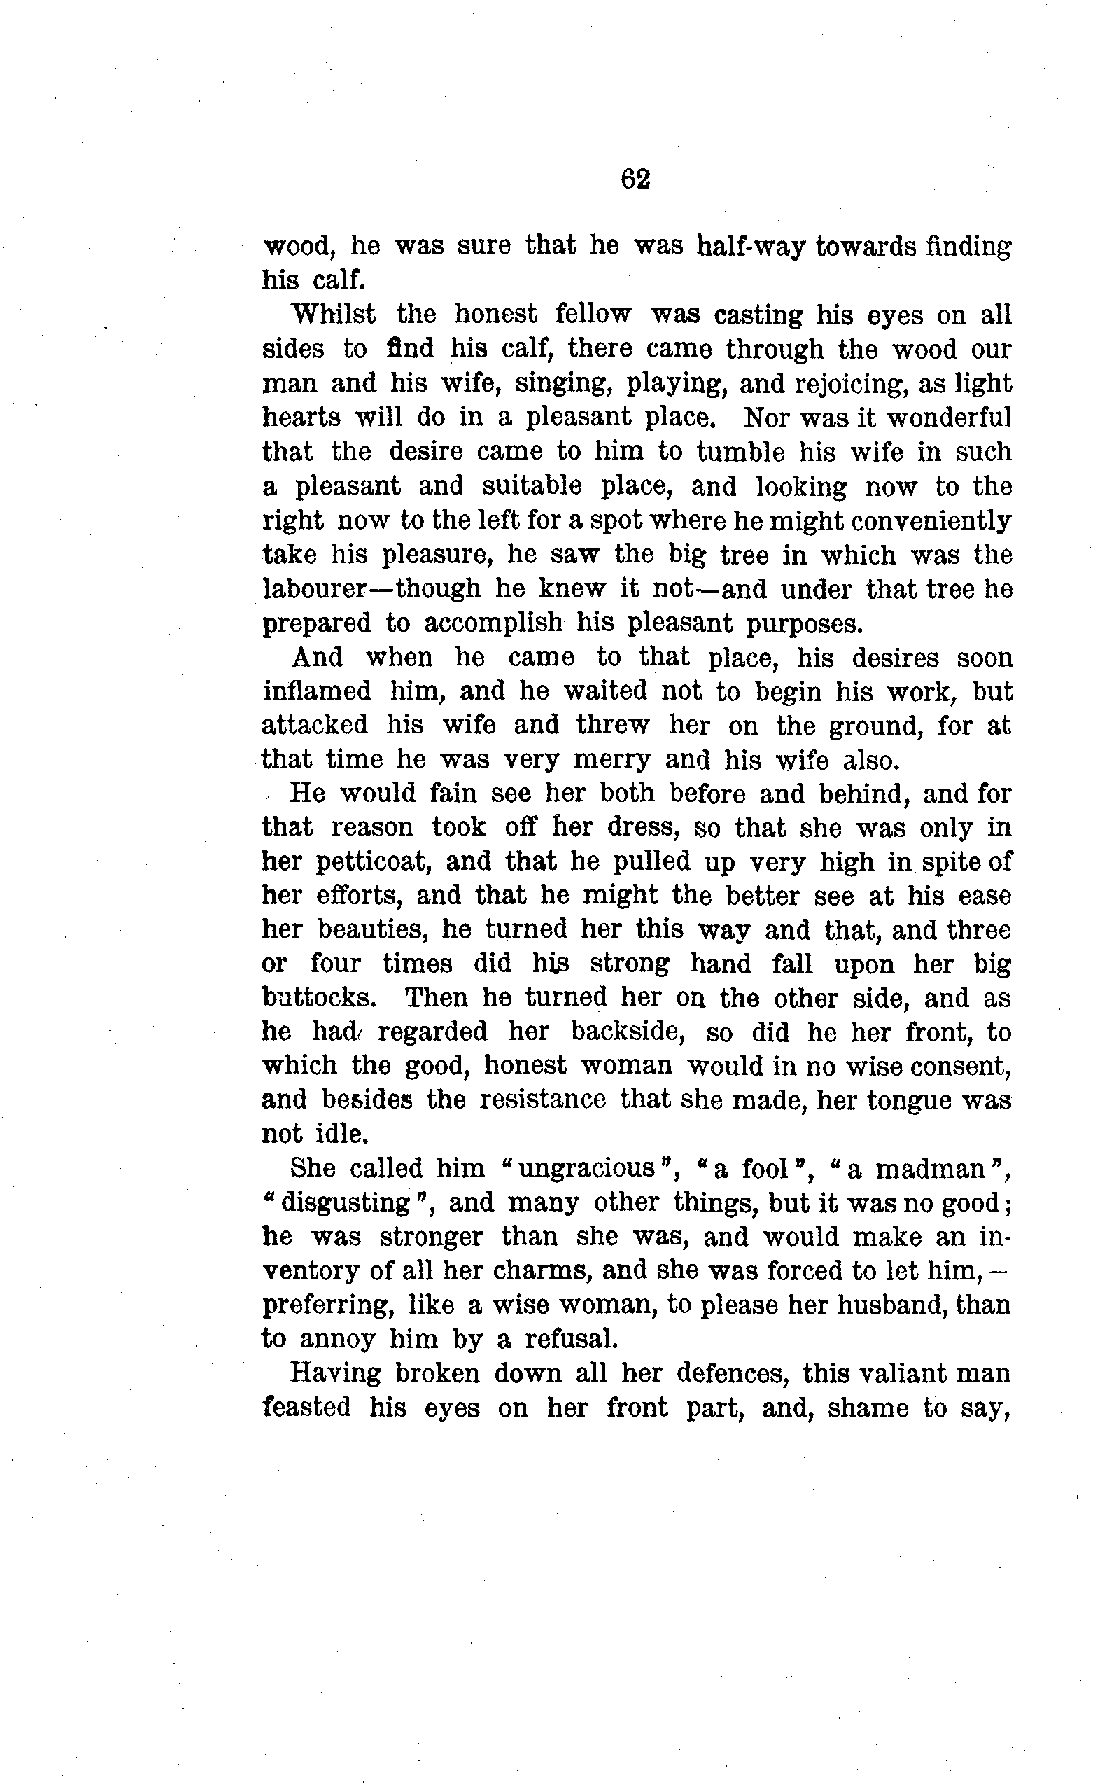 62
wood, he was sure that he was half-way towards finding
his calf.
Whilst the honest fellow was casting his eyes on all
sides to find his calf, there came through the wood our
man and his wife, singing, playing, and rejoicing, as light
hearts will do in a pleasant place. Nor was it wonderful
that the desire came to him to tumble his wife in such
a pleasant and suitable place, and looking now to the
right now to the left for a spot where he might conveniently
take his pleasure, he saw the big tree in which was the
labourer—though he knew it not—and under that tree he
prepared to accomplish his pleasant purposes.
And when he came to that place, his desires soon
inflamed him, and he waited not to begin his work, but
attacked his wife and threw her on the ground, for at
that time he was very merry and his wife also.
He would fain see her both before and behind, and for
that reason took off her dress, so that she was only in
her petticoat, and that he pulled up very high in spite of
her efforts, and that he might the better see at his ease
her beauties, he turned her this way and that, and three
or four times did his strong hand fall upon her big
buttocks. Then he turned her on the other side, and as
he had regarded her backside, so did he her front, to
which the good, honest woman would in no wise consent,
and besides the resistance that she made, her tongue was
not idle.
She called him "ungracious", "a fool", "a madman",
"disgusting", and many other things, but it was no good;
he was stronger than she was, and would make an in-
ventory of all her charms, and she was forced to let him,—
preferring, like a wise woman, to please her husband, than
to annoy him by a refusal.
Having broken down all her defences, this valiant man
feasted his eyes on her front part, and, shame to say,